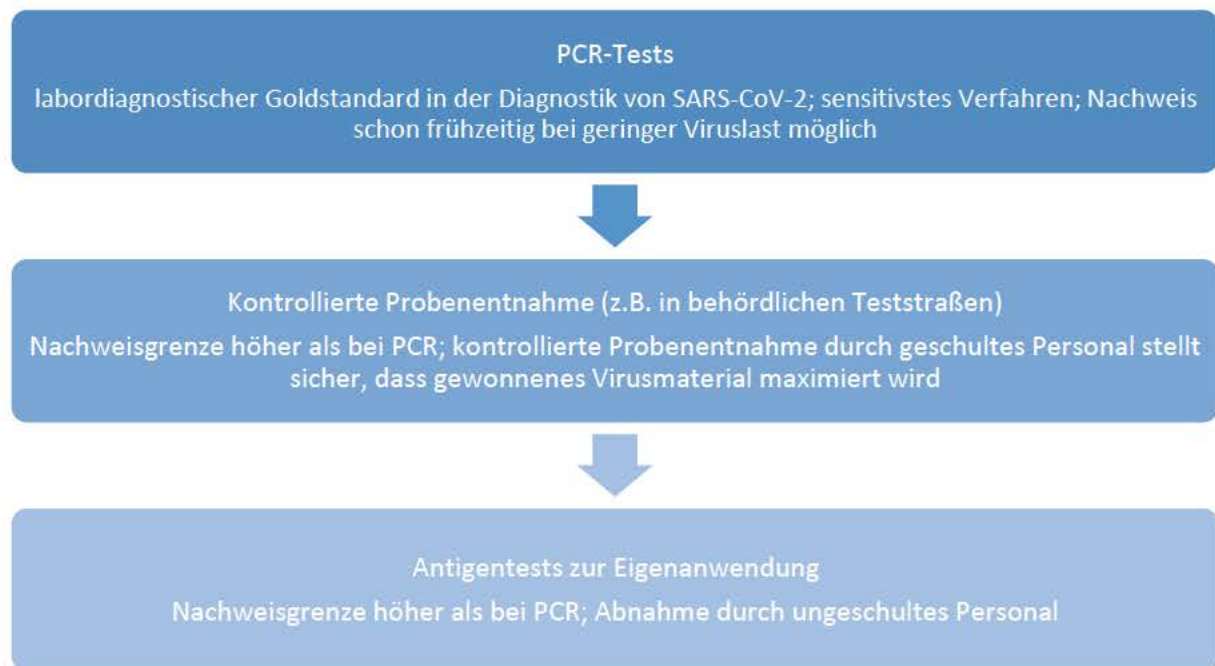 PCR-Tests
labordiagnostischer Goldstandard in der Diagnostik von SARS-CoV-2; sensitivstes Verfahren; Nachweis
schon frühzeitig bei geringer Viruslast möglich
Kontrollierte Probenentnahme (z.B. in behördlichen Teststraßen)
Nachweisgrenze höher als bei PCR; kontrollierte Probenentnahme durch geschultes Personal stellt
sicher, dass gewonnenes Virusmaterial maximiert wird
Antigentests zur Eigenanwendung
Nachweisgrenze höher als bei PCR; Abnahme durch ungeschultes Personal